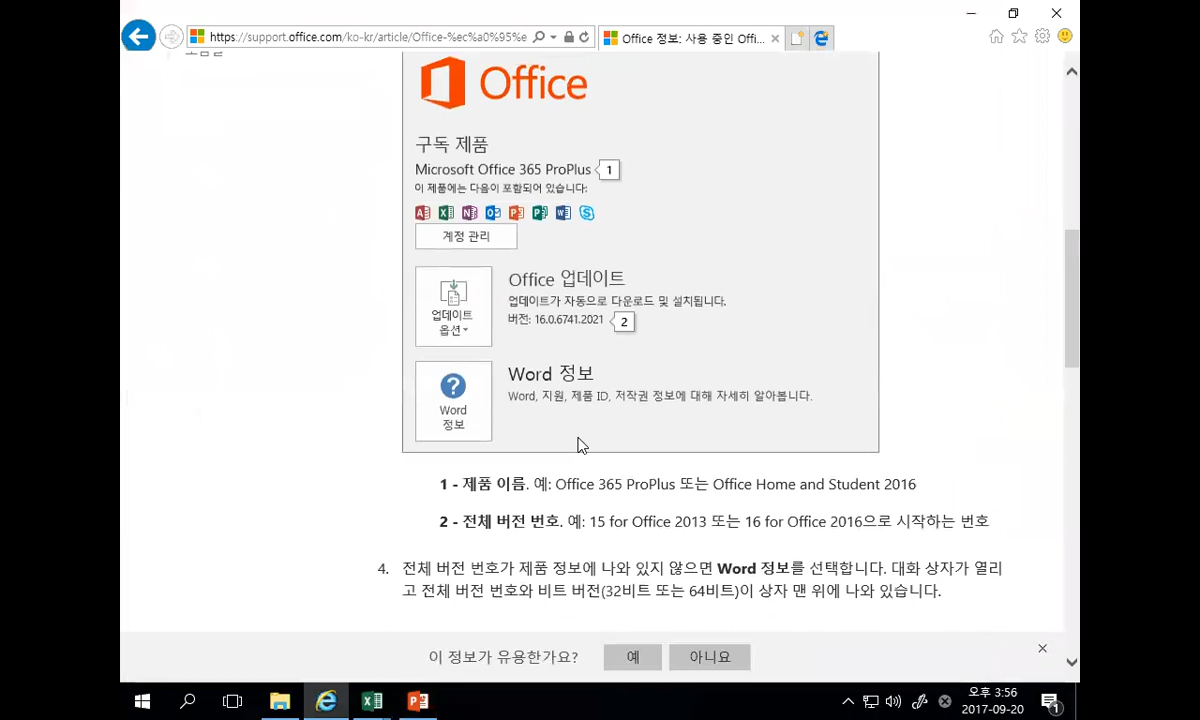 https://support.office.com/ko-kr/article/Office-%ec%a0%95%e
Office 정보: 사용 중인 Offi...
Office
구독 제품
Microsoft Office 365 ProPlus
1
이 제품에는 다음이 포함되어 있습니다:
계정 관리
Office 업데이트
업데이트가 자동으로 다운로드 및 설치됩니다.
버전: 16.0.6741.2021
2
업데이트
옵션
Word 정보
Word, 지원, 제품 ID, 저작권 정보에 대해 자세히 알아봅니다.
Word
정보
1 - 제품 이름. 예: Office 365 ProPlus 또는 Office Home and Student 2016
2 - 전체 버전 번호. 예: 15 for Office 2013 또는 16 for Office 2016으로 시작하는 번호
4. 전체 버전 번호가 제품 정보에 나와 있지 않으면 Word 정보를 선택합니다. 대화 상자가 열리
고 전체 버전 번호와 비트 버전(32비트 또는 64비트)이 상자 맨 위에 나와 있습니다.
이 정보가 유용한가요?
예
아니요
오후 3:56
2017-09-20
1